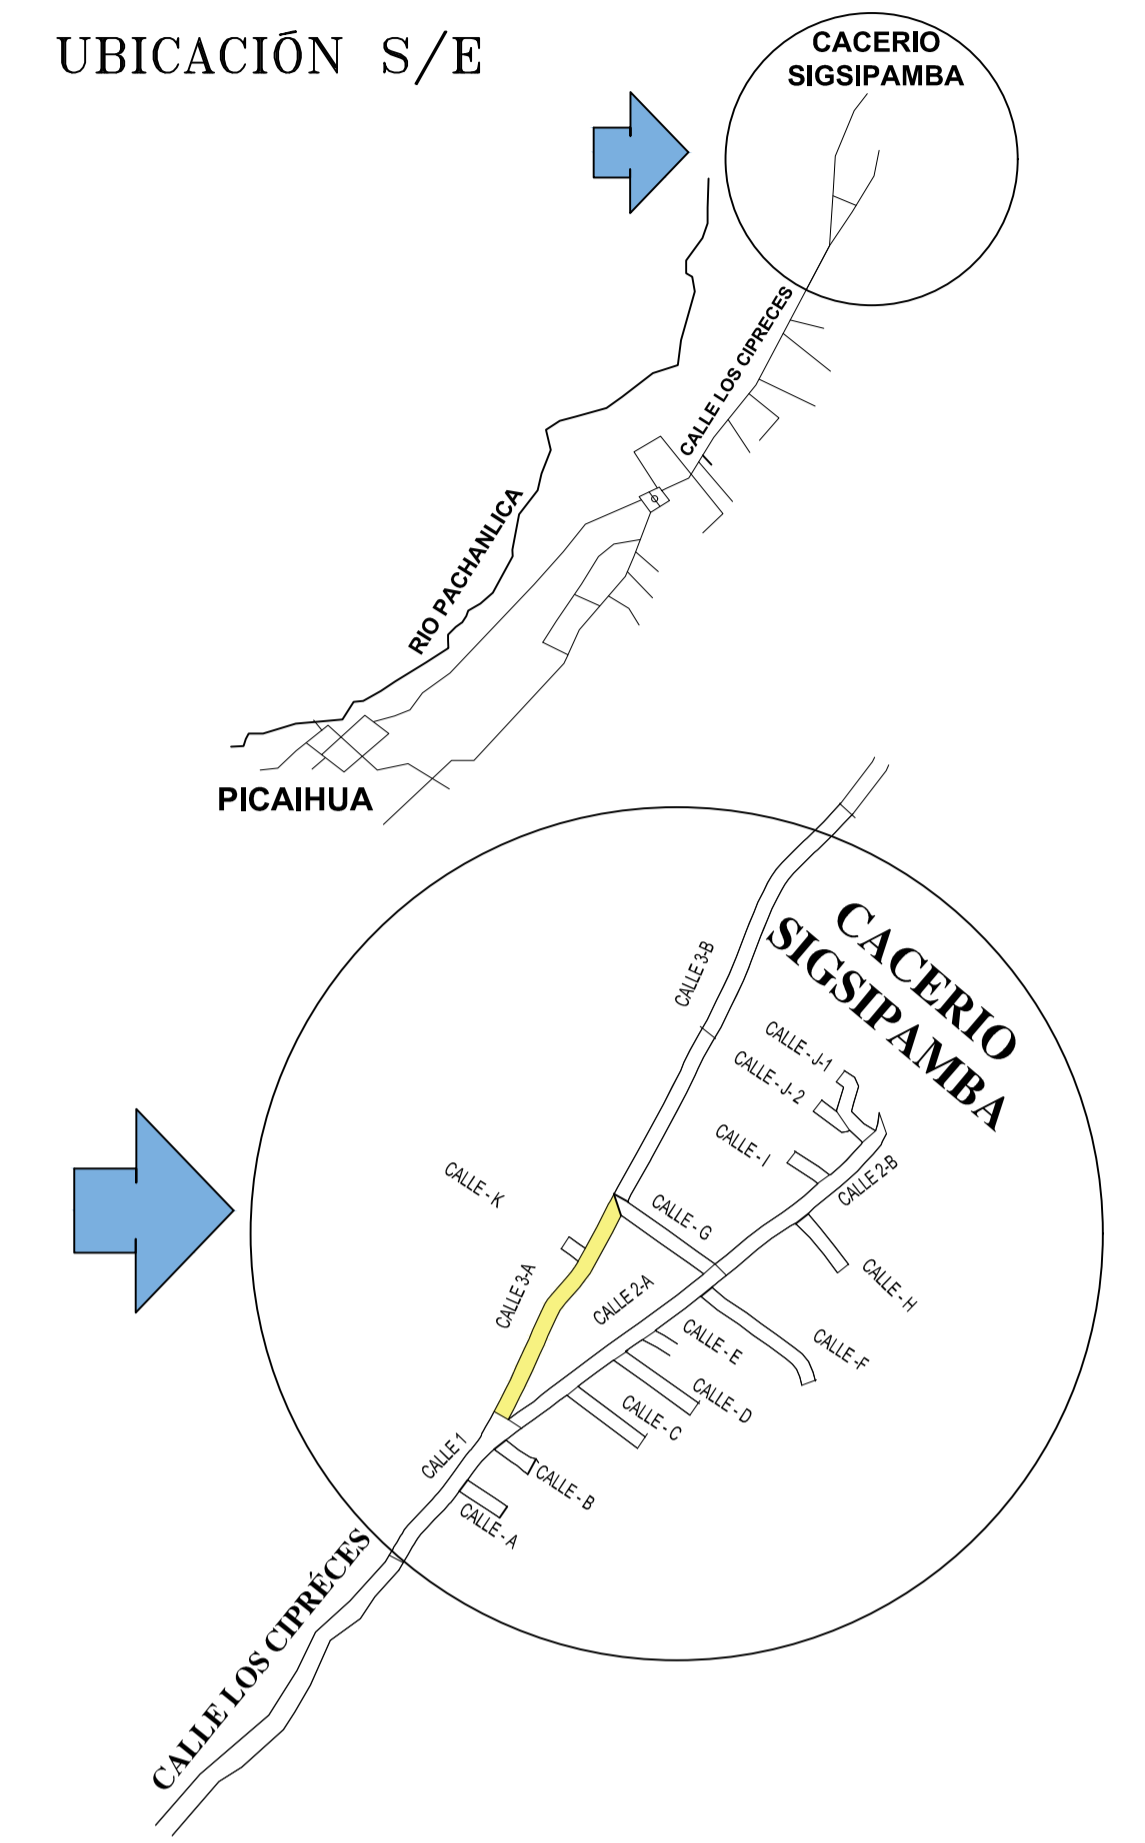 UBICACIÓN S/E
CACERIO
SIGSIPAMBA
CALLE LOS CIPRECES
RIO PACHANLICA
PICAIHUA
CACERIO
SIGSIPAMBA
CALLE 3-B
CALLE - J-1
CALLE - J- 2
CALLE - I
CALLE 2-B
CALLE - K
CALLE - G
CALLE - H
CALLE 3-A
CALLE 2-A
CALLE - E
CALLE -F
CALLE - D
CALLE - C
CALLE 1
CALLE - B
CALLE - A
CALLE LOS CIPRÉCES